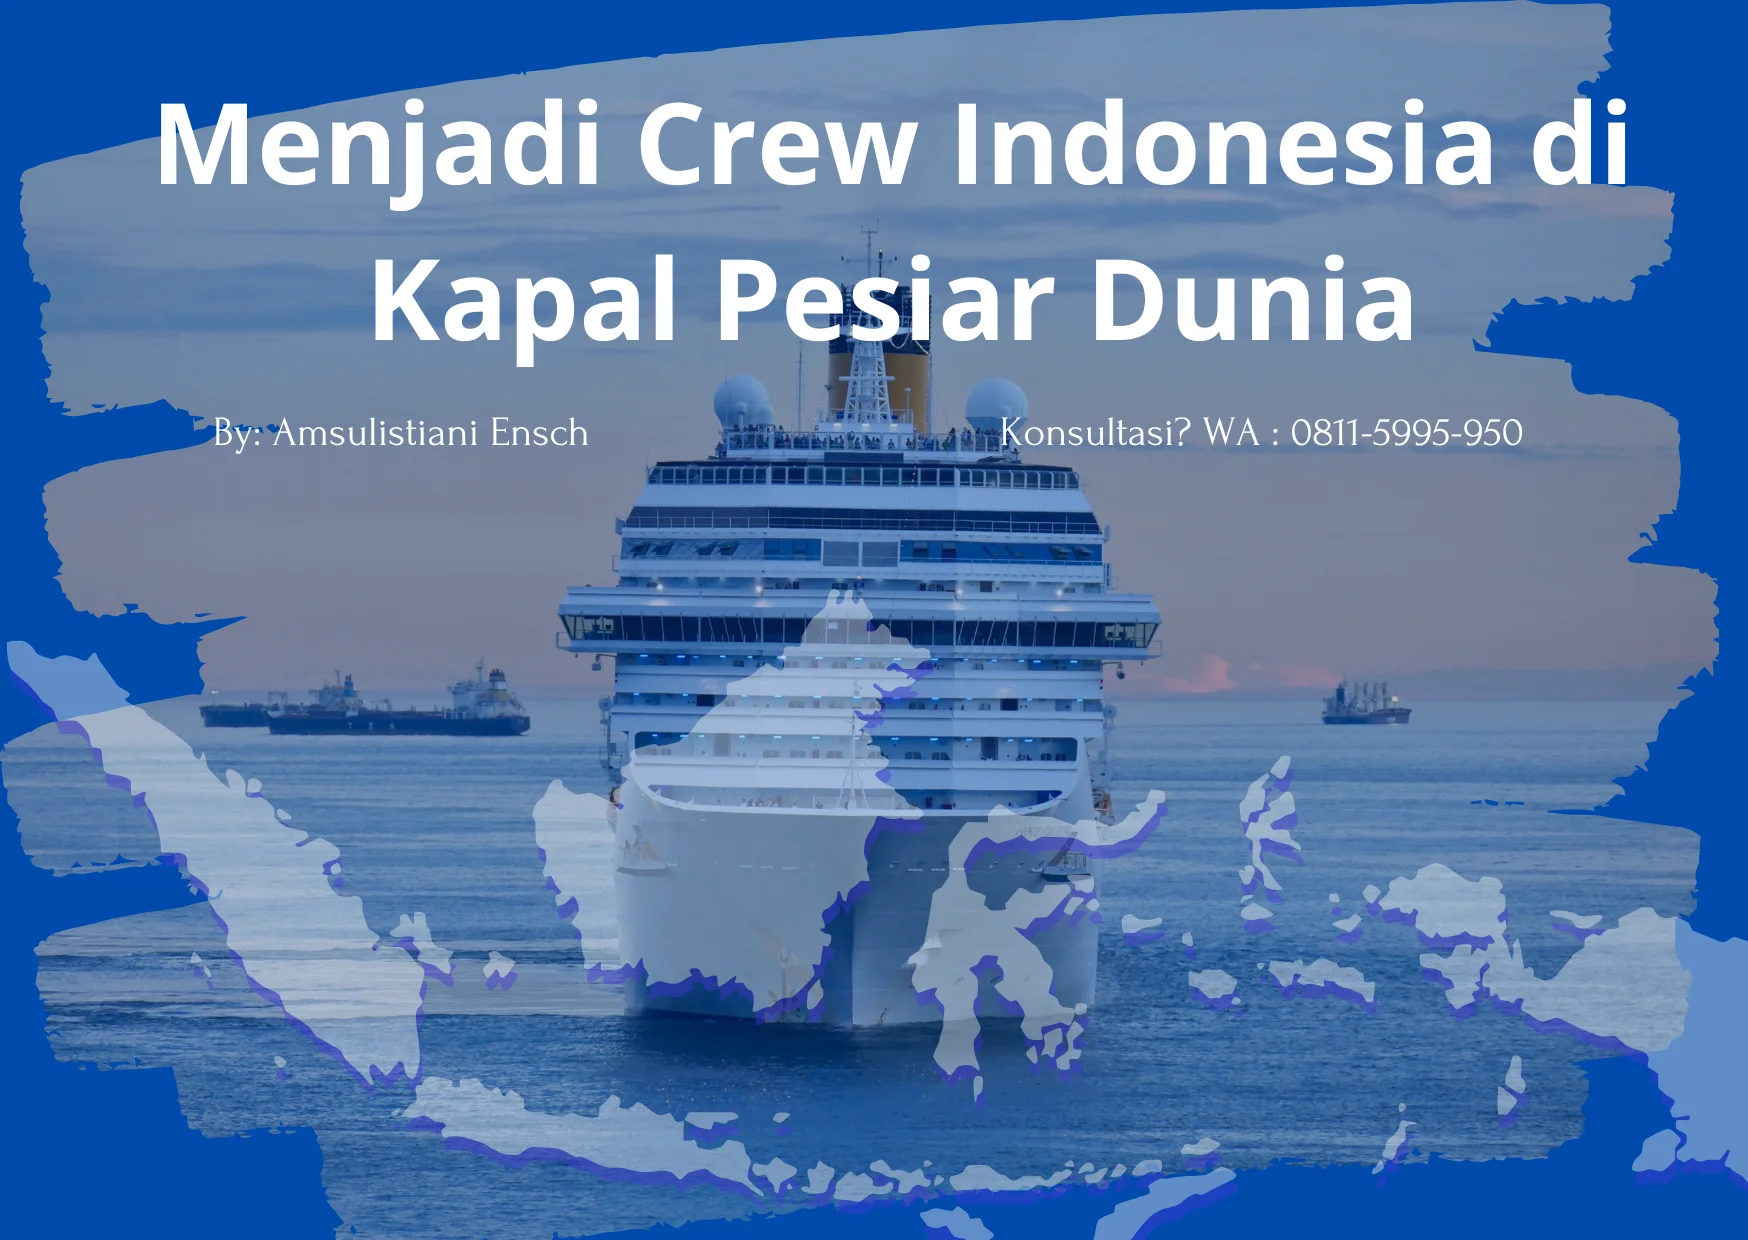 Menjadi Crew Indonesia di
Kapal Pesiar Dunia
By: Amsulistiani Ensch
Konsultasi? WA : 0811-5995-950